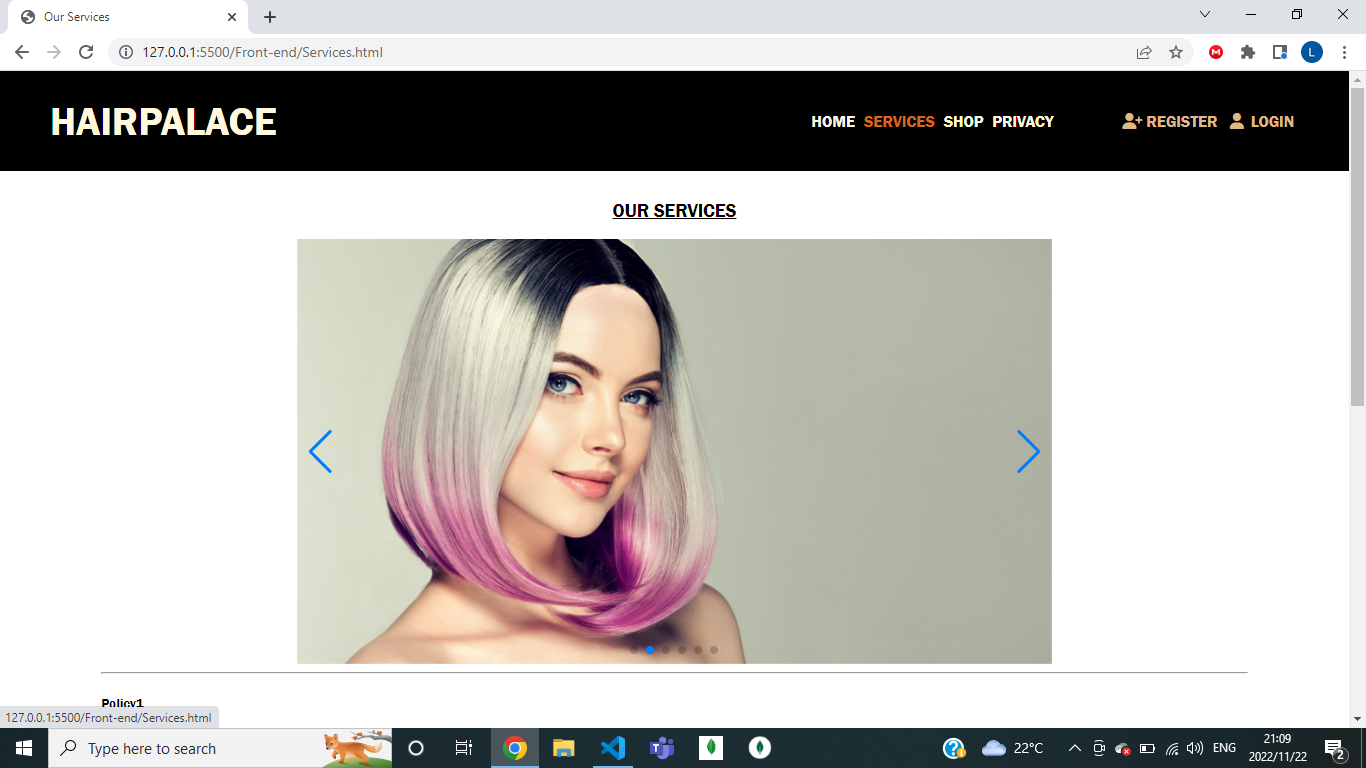 Our Services
127.0.0.1:5500/Front-end/Services.html
M
L
HAIRPALACE
HOME SERVICES SHOP PRIVACY
REGISTER LOGIN
OUR SERVICES
Policy1
127.0.0.1:5500/Front-end/Services.html
Type here to search
22°C
ENG
21:09
2022/11/22
2